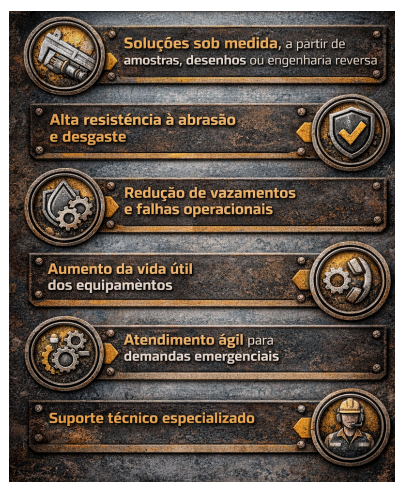 Soluções sob medida, a partir de
amostras, desenhos ou engenharia reversa
Alta resisténcia à abrasão
e desgaste
Redução de vazamentos
e falhas operacionais
Aumento da vida útil
dos equipamentos
Atendimento ágil para
demandas emergenciais
Suporte técnico especializado